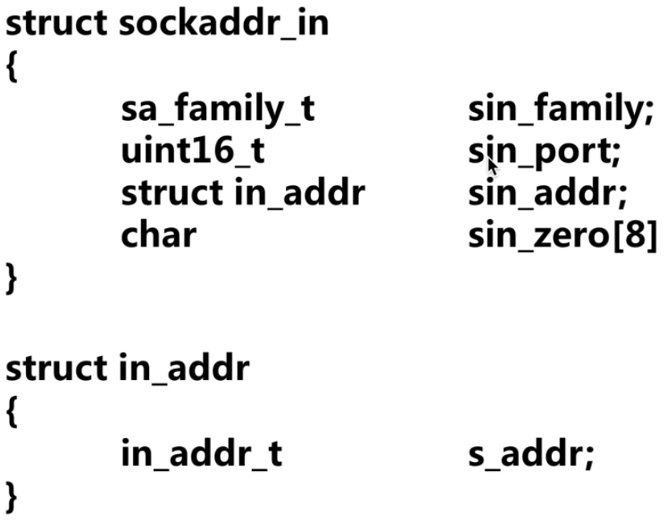 struct sockaddr_in
{
sa_family_t sin_family;
uint16_t sin_port;
struct in_addr sin_addr;
char sin_zero[8]
}
struct in_addr
{
in_addr_t s_addr;
}